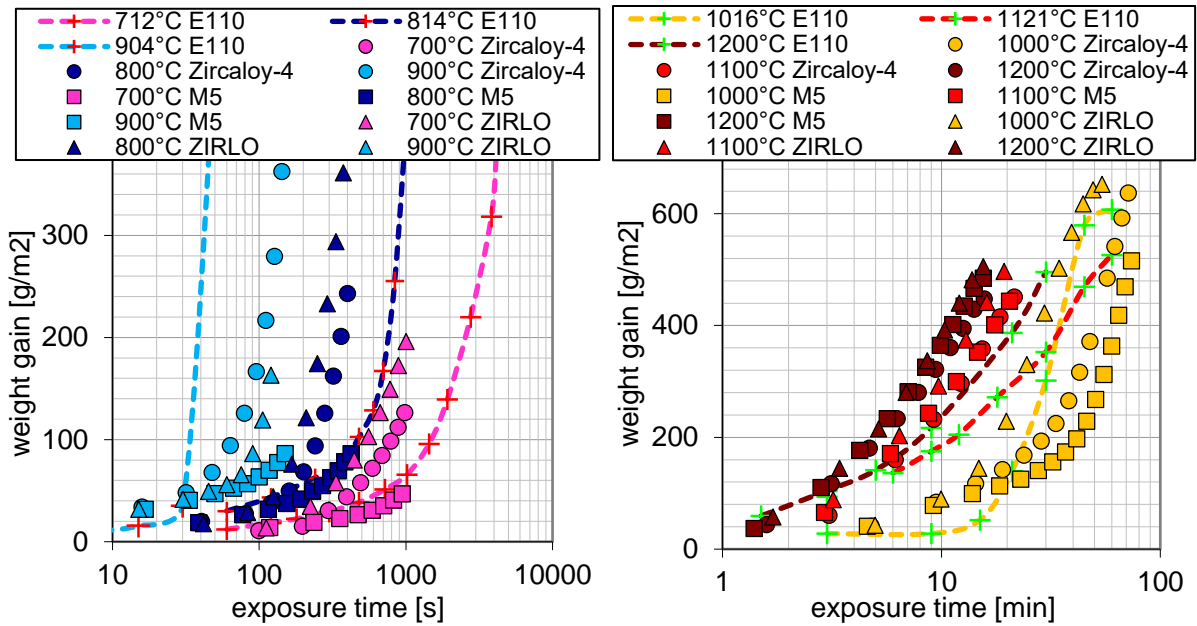 712°C E110 814°C E110
904°C E110 700°C Zircaloy-4
800°C Zircaloy-4 900°C Zircaloy-4
700°C M5 800°C M5
900°C M5 700°C ZIRLO
800°C ZIRLO 900°C ZIRLO
weight gain [g/m2]
300
200
100
0
10 100 1000 10000
exposure time [s]
1016°C E110 1121°C E110
1200°C E110 1000°C Zircaloy-4
1100°C Zircaloy-4 1200°C Zircaloy-4
1000°C M5 1100°C M5
1200°C M5 1000°C ZIRLO
1100°C ZIRLO 1200°C ZIRLO
weight gain [g/m2]
600
400
200
0
1 10 100
exposure time [min]